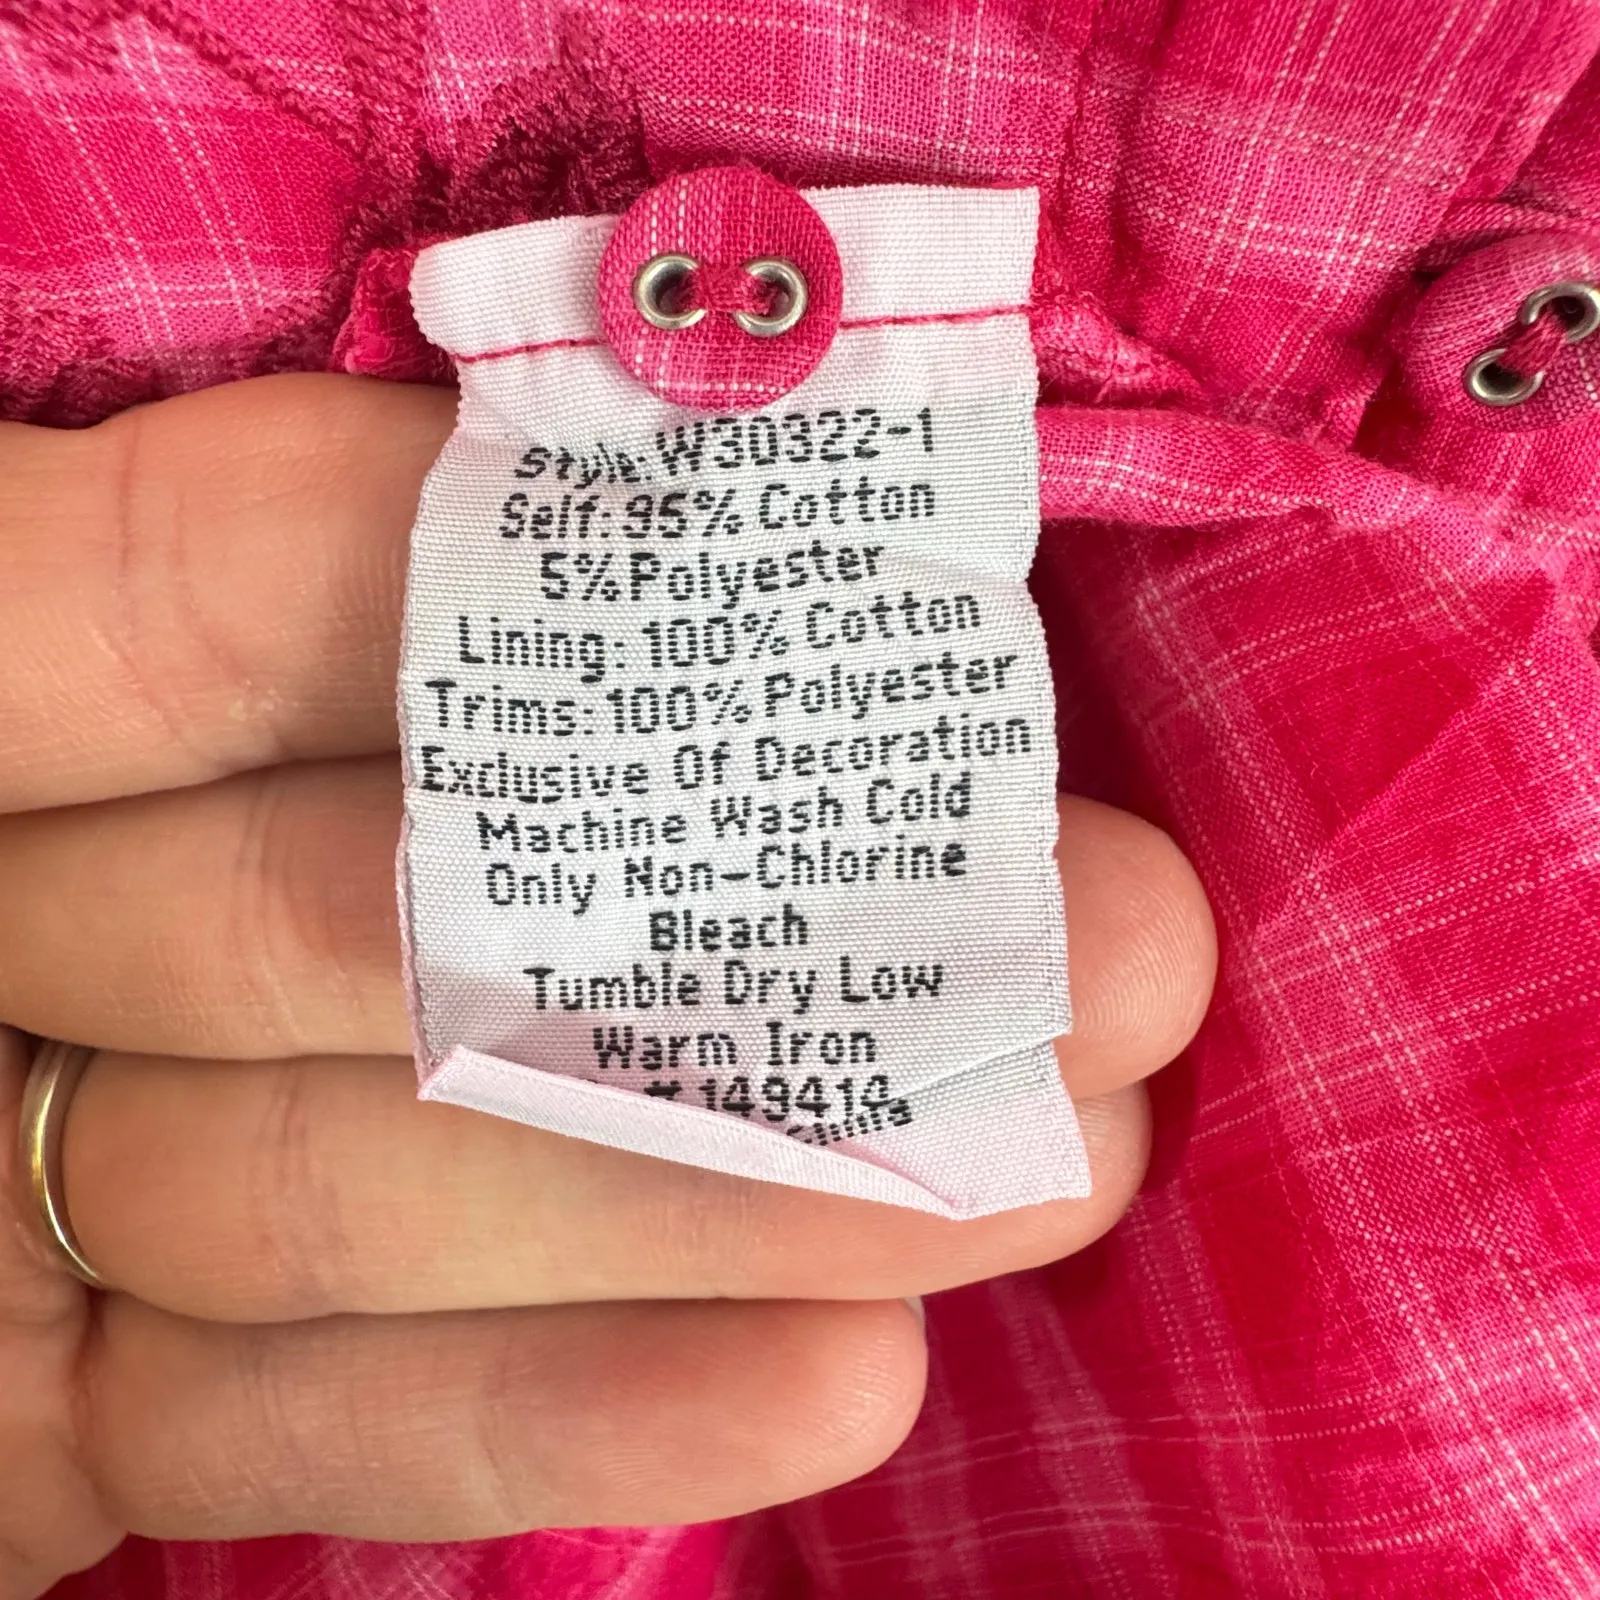 Style: W30322-1
Self: 95% Cotton
5% Polyester
Lining: 100% Cotton
Trims: 100% Polyester
Exclusive Of Decoration
Machine Wash Cold
Only Non-Chlorine
Bleach
Tumble Dry Low
Warm Iron
# 149414